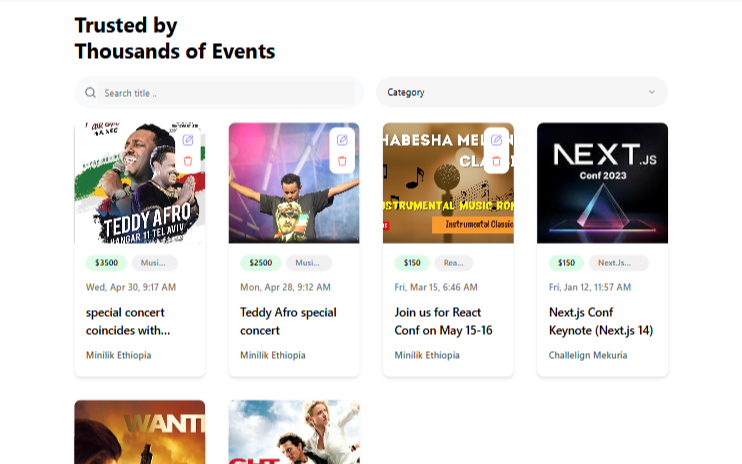 Trusted by
Thousands of Events
Search title ..
Category
TEDDY AFRO
HANGAR 11 TEL AVIV
$3500
Musi...
Wed, Apr 30, 9:17 AM
special concert
coincides with...
Minilik Ethiopia
$2500
Musi...
Mon, Apr 28, 9:12 AM
Teddy Afro special
concert
Minilik Ethiopia
HABESHA
INSTRUMENTAL MUSIC
Instrumental Classic
$150
Rea...
Fri, Mar 15, 6:46 AM
Join us for React
Conf on May 15-16
Minilik Ethiopia
NEXT.JS
Conf 2023
$150
Next.Js...
Fri, Jan 12, 11:57 AM
Next.js Conf
Keynote (Next.js 14)
Challelign Mekuria
WANT